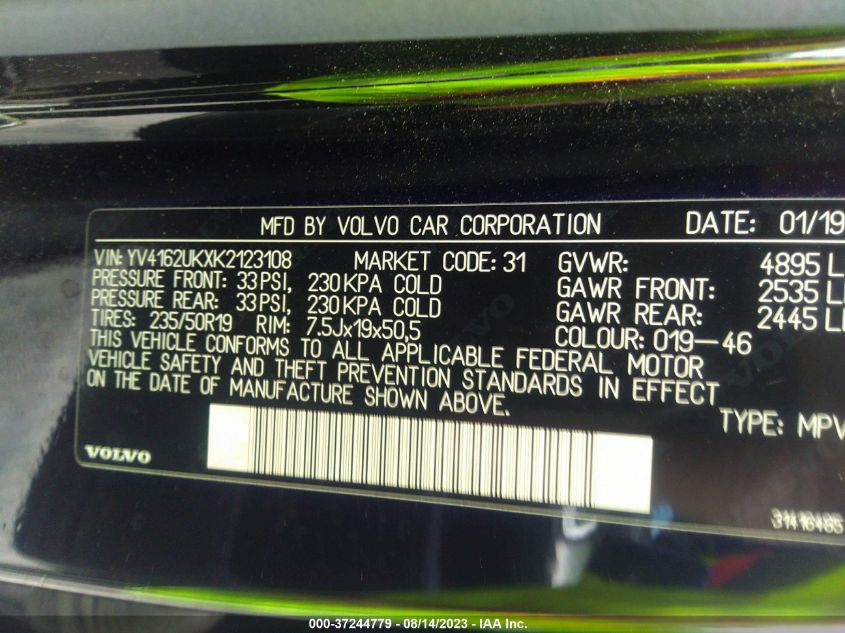 MFD BY VOLVO CAR CORPORATION DATE: 01/19
VIN: YV4162UKXK2123108 MARKET CODE: 31 GVWR: 4895 L
PRESSURE FRONT: 33 PSI, 230 KPA COLD GAWR FRONT: 2535 L
PRESSURE REAR: 33 PSI, 230 KPA COLD GAWR REAR: 2445 L
TIRES: 235/50R19 RIM: 7.5Jx19x50,5 COLOUR: 019-46
THIS VEHICLE CONFORMS TO ALL APPLICABLE FEDERAL MOTOR
VEHICLE SAFETY AND THEFT PREVENTION STANDARDS IN EFFECT
ON THE DATE OF MANUFACTURE SHOWN ABOVE.
TYPE: MPV
VOLVO
31416485
000-37244779 - 08/14/2023 - IAA Inc.